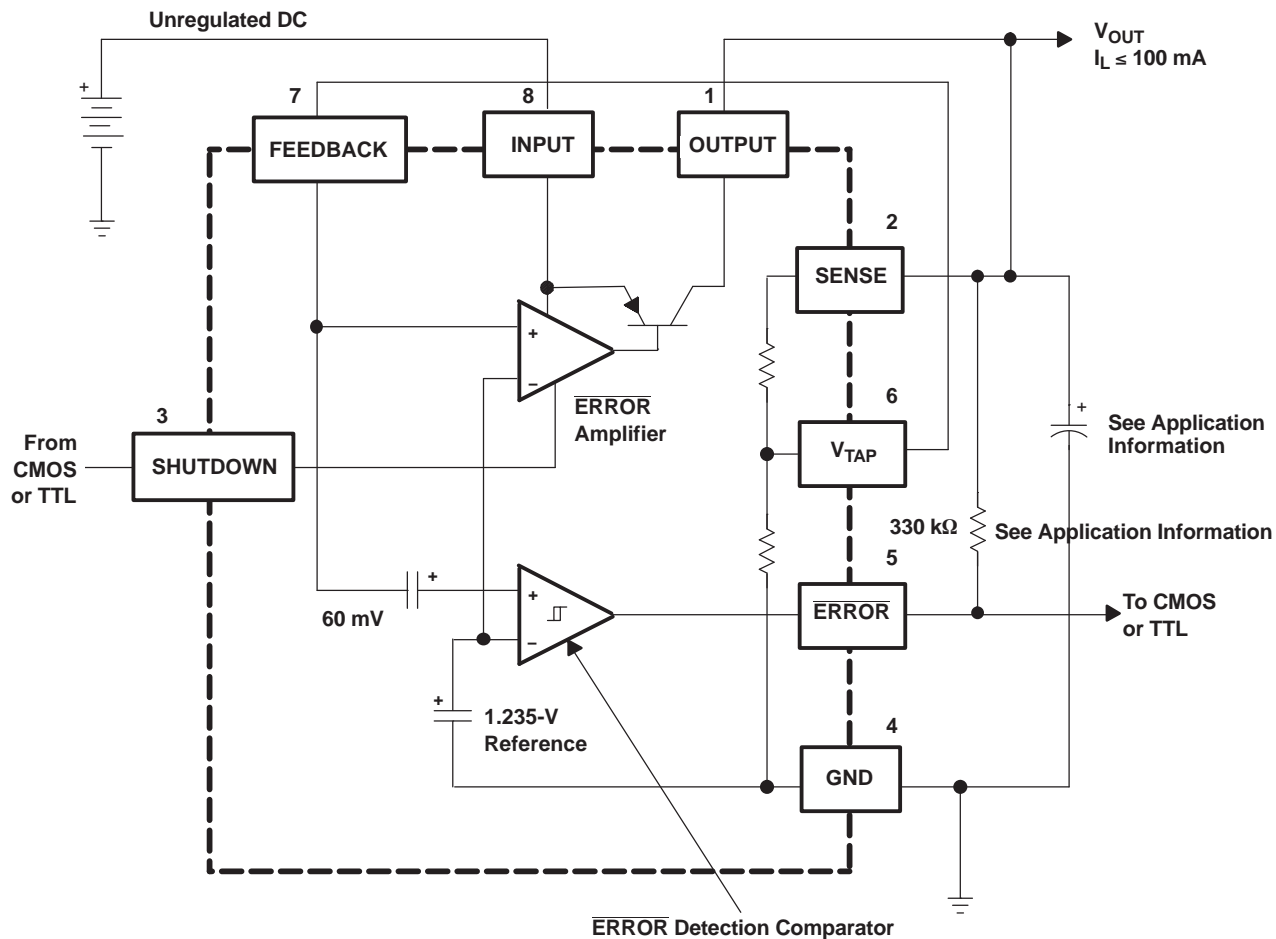 Unregulated DC
V_OUT
I_L ≤ 100 mA
+
7
8
1
FEEDBACK
INPUT
OUTPUT
2
SENSE
+
−
ERROR
Amplifier
6
V_TAP
+
See Application
Information
3
From
CMOS
or TTL
SHUTDOWN
330 kΩ
See Application Information
5
ERROR
To CMOS
or TTL
+
+
−
60 mV
+
1.235-V
Reference
4
GND
ERROR Detection Comparator